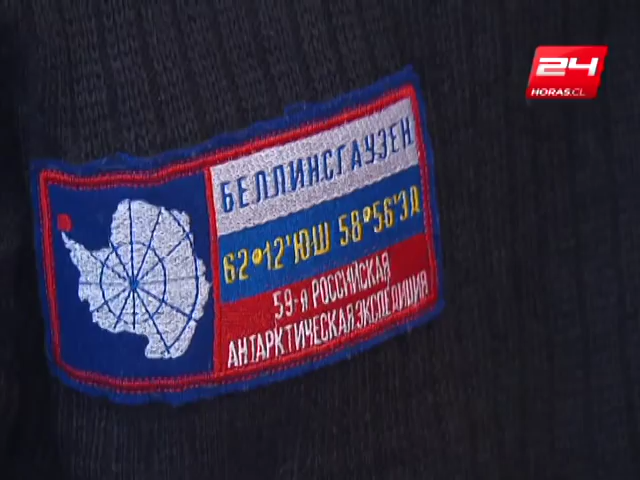 24
HORAS.CL
БЕЛЛИНСГАУЗЕН
62°12'ЮШ 58°56'ЗД
59-Я РОССИЙСКАЯ
АНТАРКТИЧЕСКАЯ ЭКСПЕДИЦИЯ